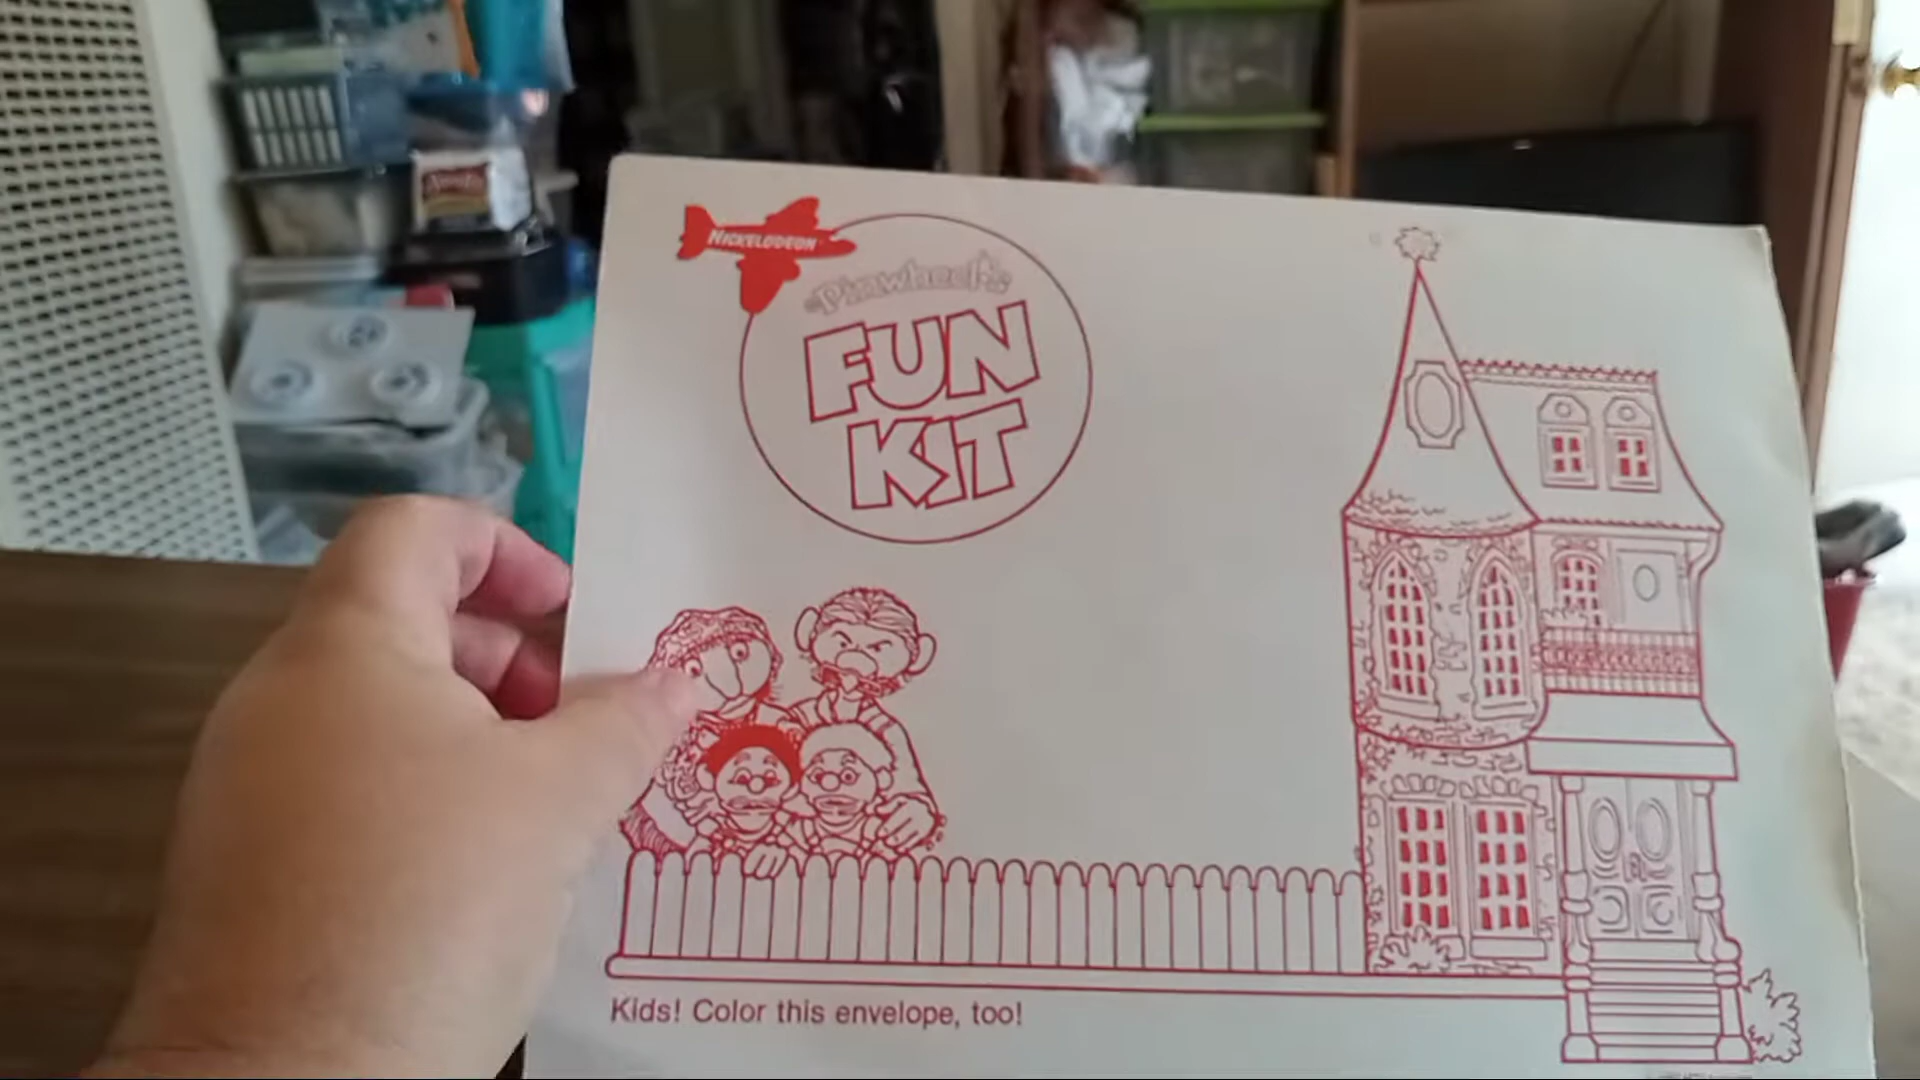 NICKELODEON
Pinwheel's
FUN
KIT
Kids! Color this envelope, too!